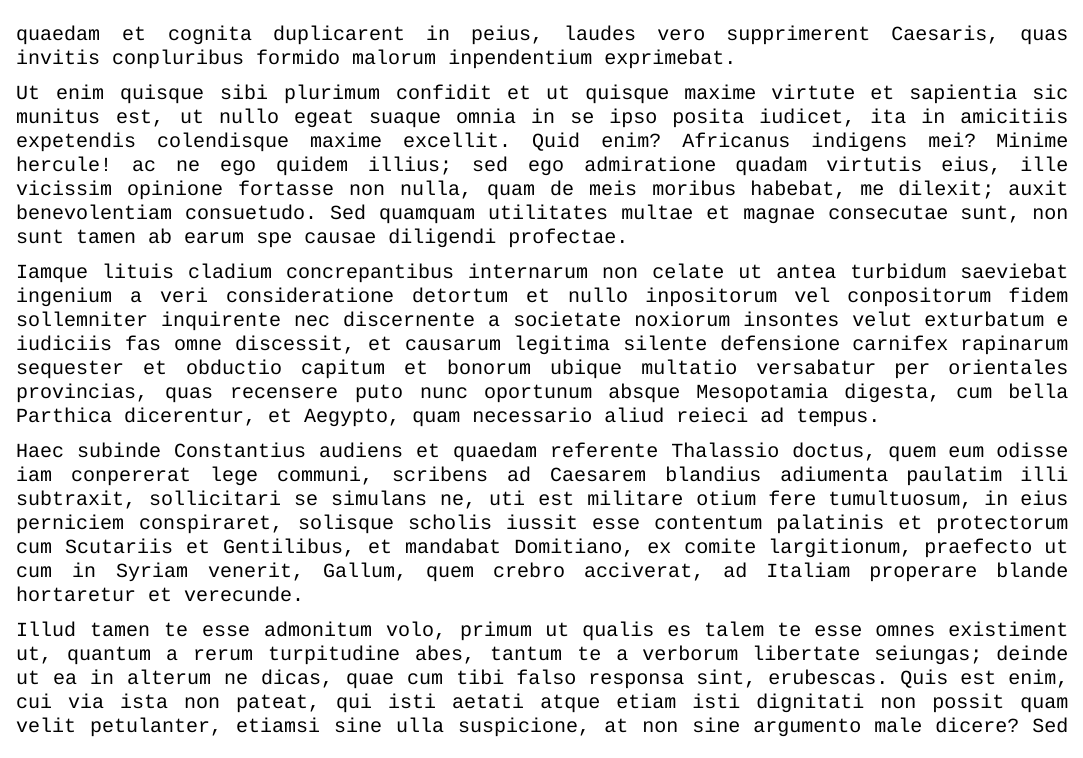 quaedam et cognita duplicarent in peius, laudes vero supprimerent Caesaris, quas
invitis conpluribus formido malorum inpendentium exprimebat.
Ut enim quisque sibi plurimum confidit et ut quisque maxime virtute et sapientia sic
munitus est, ut nullo egeat suaque omnia in se ipso posita iudicet, ita in amicitiis
expetendis colendisque maxime excellit. Quid enim? Africanus indigens mei? Minime
hercule! ac ne ego quidem illius; sed ego admiratione quadam virtutis eius, ille
vicissim opinione fortasse non nulla, quam de meis moribus habebat, me dilexit; auxit
benevolentiam consuetudo. Sed quamquam utilitates multae et magnae consecutae sunt, non
sunt tamen ab earum spe causae diligendi profectae.
Iamque lituis cladium concrepantibus internarum non celate ut antea turbidum saeviebat
ingenium a veri consideratione detortum et nullo inpositorum vel conpositorum fidem
sollemniter inquirente nec discernente a societate noxiorum insontes velut exturbatum e
iudiciis fas omne discessit, et causarum legitima silente defensione carnifex rapinarum
sequester et obductio capitum et bonorum ubique multatio versabatur per orientales
provincias, quas recensere puto nunc oportunum absque Mesopotamia digesta, cum bella
Parthica dicerentur, et Aegypto, quam necessario aliud reieci ad tempus.
Haec subinde Constantius audiens et quaedam referente Thalassio doctus, quem eum odisse
iam conpererat lege communi, scribens ad Caesarem blandius adiumenta paulatim illi
subtraxit, sollicitari se simulans ne, uti est militare otium fere tumultuosum, in eius
perniciem conspiraret, solisque scholis iussit esse contentum palatinis et protectorum
cum Scutariis et Gentilibus, et mandabat Domitiano, ex comite largitionum, praefecto ut
cum in Syriam venerit, Gallum, quem crebro acciverat, ad Italiam properare blande
hortaretur et verecunde.
Illud tamen te esse admonitum volo, primum ut qualis es talem te esse omnes existiment
ut, quantum a rerum turpitudine abes, tantum te a verborum libertate seiungas; deinde
ut ea in alterum ne dicas, quae cum tibi falso responsa sint, erubescas. Quis est enim,
cui via ista non pateat, qui isti aetati atque etiam isti dignitati non possit quam
velit petulanter, etiamsi sine ulla suspicione, at non sine argumento male dicere? Sed